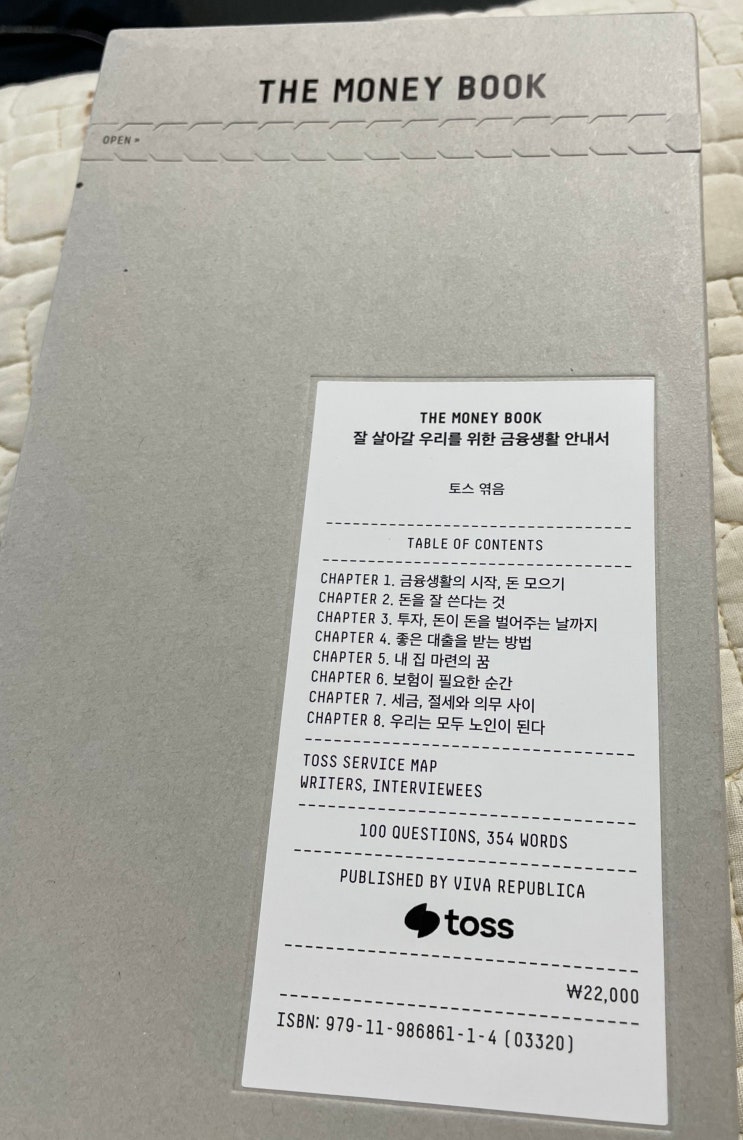 THE MONEY BOOK
OPEN »
THE MONEY BOOK
잘 살아갈 우리를 위한 금융생활 안내서
토스 엮음
TABLE OF CONTENTS
CHAPTER 1. 금융생활의 시작, 돈 모으기
CHAPTER 2. 돈을 잘 쓴다는 것
CHAPTER 3. 투자, 돈이 돈을 벌어주는 날까지
CHAPTER 4. 좋은 대출을 받는 방법
CHAPTER 5. 내 집 마련의 꿈
CHAPTER 6. 보험이 필요한 순간
CHAPTER 7. 세금, 절세와 의무 사이
CHAPTER 8. 우리는 모두 노인이 된다
TOSS SERVICE MAP
WRITERS, INTERVIEWEES
100 QUESTIONS, 354 WORDS
PUBLISHED BY VIVA REPUBLICA
toss
₩22,000
ISBN: 979-11-986861-1-4 (03320)